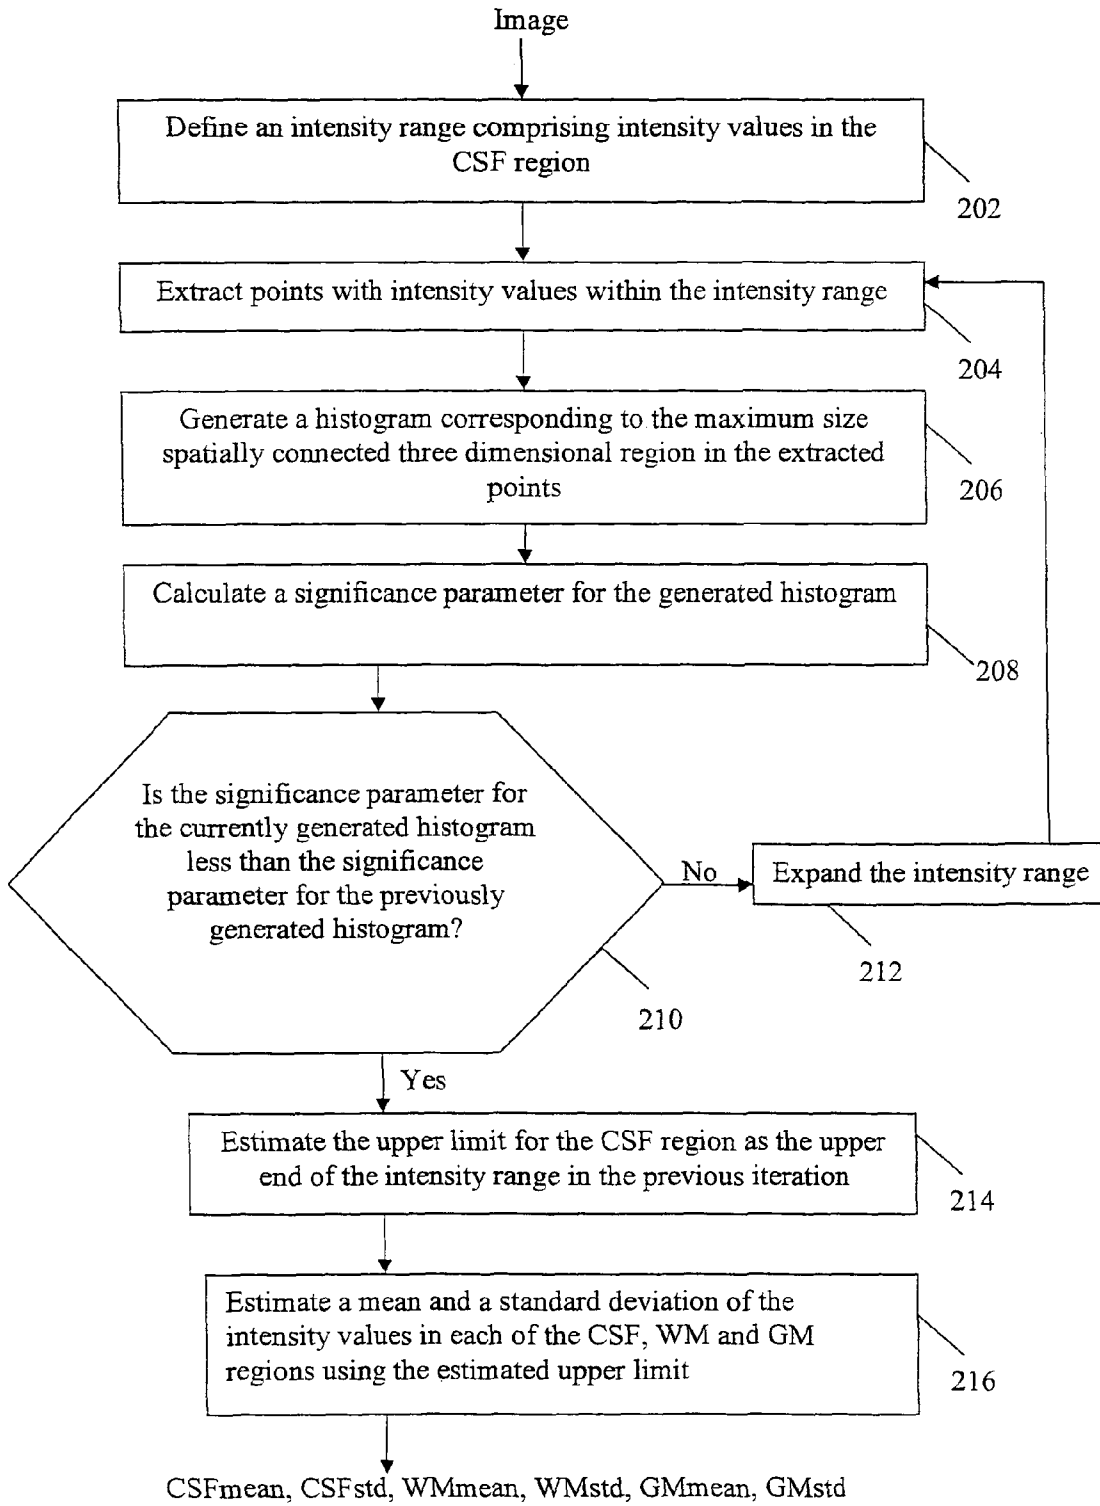 Image
Define an intensity range comprising intensity values in the
CSF region
202
Extract points with intensity values within the intensity range
204
Generate a histogram corresponding to the maximum size
spatially connected three dimensional region in the extracted
points
206
Calculate a significance parameter for the generated histogram
208
Is the significance parameter for
the currently generated histogram
less than the significance
parameter for the previously
generated histogram?
210
No
Expand the intensity range
212
Yes
Estimate the upper limit for the CSF region as the upper
end of the intensity range in the previous iteration
214
Estimate a mean and a standard deviation of the
intensity values in each of the CSF, WM and GM
regions using the estimated upper limit
216
CSFmean, CSFstd, WMmean, WMstd, GMmean, GMstd